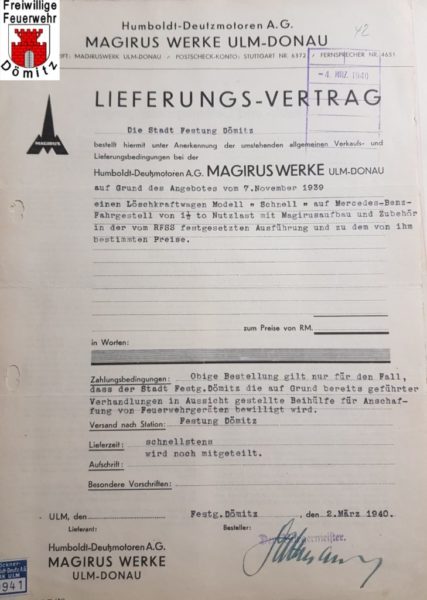 Freiwillige
Feuerwehr
Dömitz
42
Humboldt-Deutzmotoren A.G.
MAGIRUS WERKE ULM-DONAU
MAGIRUSWERK ULM-DONAU / POSTSCHECK-KONTO: STUTTGART NR. 6372 / FERNSPRECHER NR. 4651
-4. MRZ. 1940
LIEFERUNGS-VERTRAG
MAGIRUS
Die Stadt Festung Dömitz
bestellt hiermit unter Anerkennung der umstehenden allgemeinen Verkaufs- und
Lieferungsbedingungen bei der
Humboldt-Deutzmotoren A.G. MAGIRUS WERKE ULM-DONAU
auf Grund des Angebotes vom 7.November 1939
einen Löschkraftwagen Modell " Schnell " auf Mercedes-Benz-
Fahrgestell von 1½ to Nutzlast mit Magirusaufbau und Zubehör
in der vom RFSS festgesetzten Ausführung und zu dem von ihm
bestimmten Preise.
zum Preise von RM.
in Worten:
Zahlungsbedingungen: Obige Bestellung gilt nur für den Fall,
dass der Stadt Festg.Dömitz die auf Grund bereits geführter
Verhandlungen in Aussicht gestellte Beihülfe für Anschaf-
fung von Feuerwehrgeräten bewilligt wird.
Versand nach Station: Festung Dömitz
Lieferzeit: schnellstens
wird noch mitgeteilt.
Aufschrift:
Besondere Vorschriften:
ULM, den Festg.Dömitz , den 2.März 1940.
Lieferant: Besteller:
Humboldt-Deutzmotoren A.G.
MAGIRUS WERKE
ULM-DONAU
941